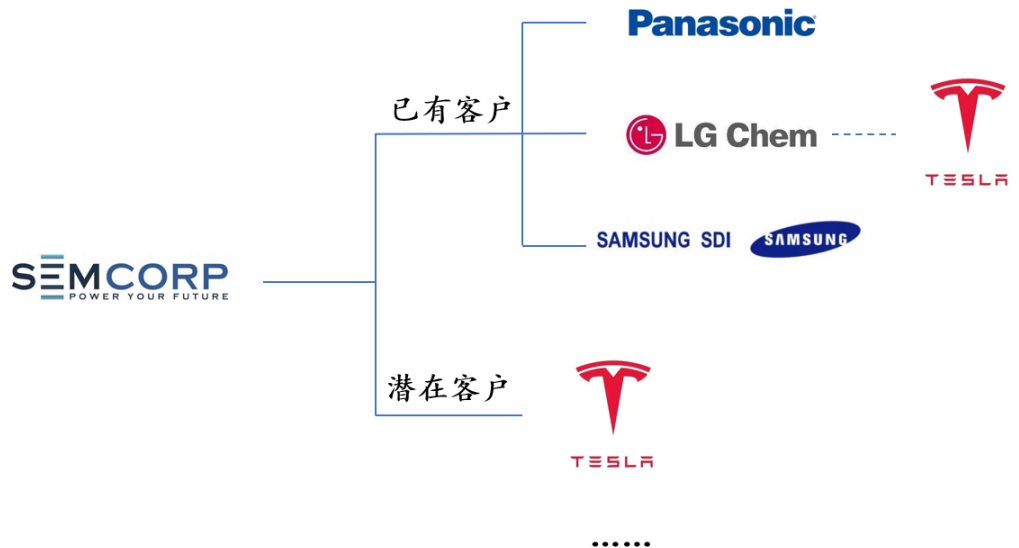 Panasonic
已有客户
LG Chem
TESLA
SAMSUNG SDI SAMSUNG
SEMCORP
POWER YOUR FUTURE
潜在客户
TESLA
……